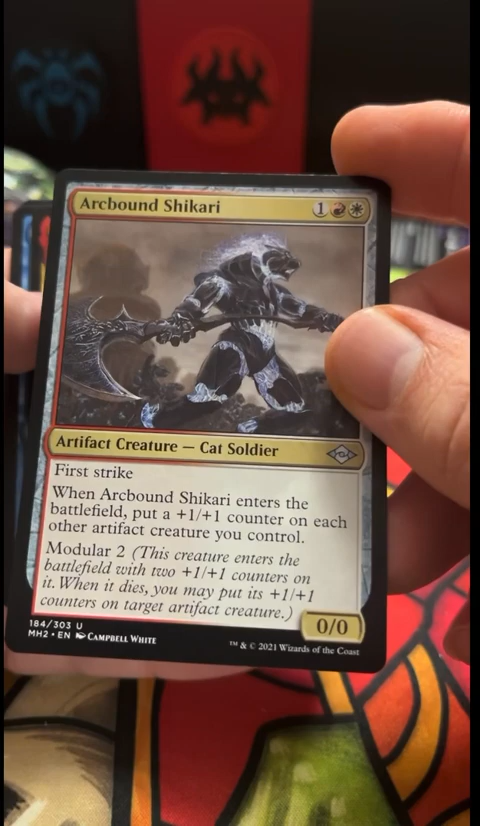 Arcbound Shikari 1
Artifact Creature — Cat Soldier
First strike
When Arcbound Shikari enters the
battlefield, put a +1/+1 counter on each
other artifact creature you control.
Modular 2 (This creature enters the
battlefield with two +1/+1 counters on
it. When it dies, you may put its +1/+1
counters on target artifact creature.)
0/0
184/303 U
MH2 • EN Campbell White
™ & © 2021 Wizards of the Coast